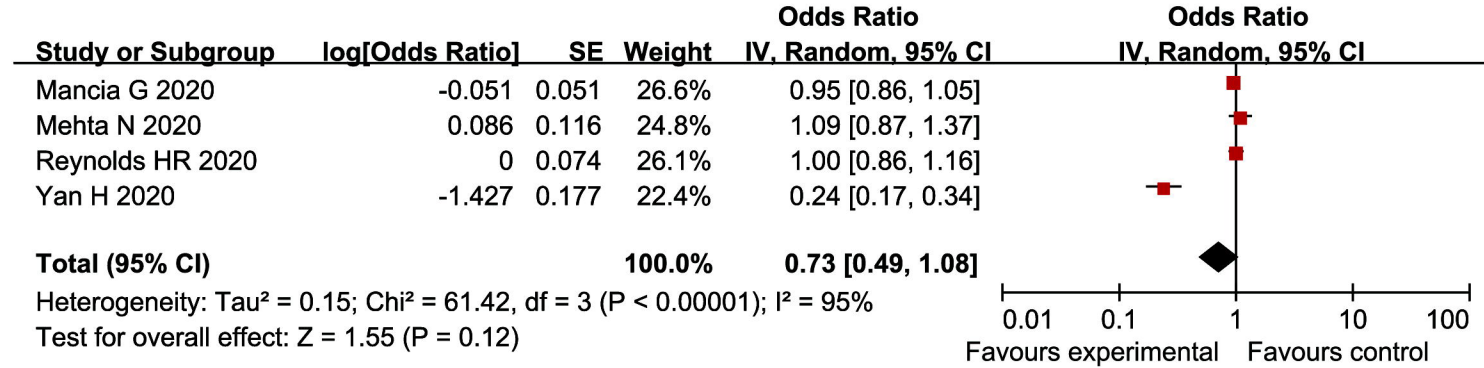 Odds Ratio Odds Ratio
Study or Subgroup log[Odds Ratio] SE Weight IV, Random, 95% CI IV, Random, 95% CI
Mancia G 2020 -0.051 0.051 26.6% 0.95 [0.86, 1.05]
Mehta N 2020 0.086 0.116 24.8% 1.09 [0.87, 1.37]
Reynolds HR 2020 0 0.074 26.1% 1.00 [0.86, 1.16]
Yan H 2020 -1.427 0.177 22.4% 0.24 [0.17, 0.34]
Total (95% CI) 100.0% 0.73 [0.49, 1.08]
Heterogeneity: Tau² = 0.15; Chi² = 61.42, df = 3 (P < 0.00001); I² = 95%
Test for overall effect: Z = 1.55 (P = 0.12)
0.01 0.1 1 10 100
Favours experimental Favours control